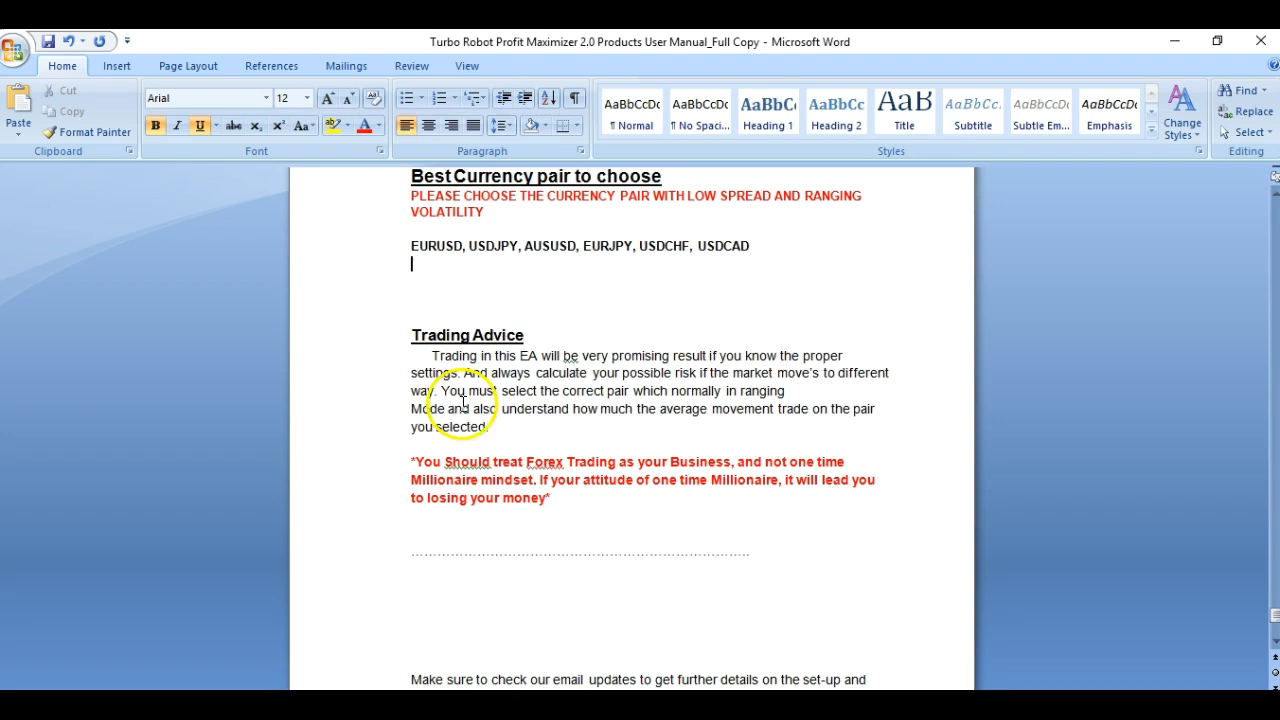 Turbo Robot Profit Maximizer 2.0 Products User Manual_Full Copy - Microsoft Word
Home Insert Page Layout References Mailings Review View
Paste
Cut
Copy
Format Painter
Clipboard
Arial 12
Font
Paragraph
AaBbCcDc AaBbCcDc AaBbC AaBbCc AaB AaBbCc. AaBbCcDc AaBbCcDc
¶ Normal ¶ No Spaci... Heading 1 Heading 2 Title Subtitle Subtle Em... Emphasis
Change
Styles
Styles
Find
Replace
Select
Editing
Best Currency pair to choose
PLEASE CHOOSE THE CURRENCY PAIR WITH LOW SPREAD AND RANGING
VOLATILITY
EURUSD, USDJPY, AUSUSD, EURJPY, USDCHF, USDCAD
Trading Advice
Trading in this EA will be very promising result if you know the proper
settings. And always calculate your possible risk if the market move's to different
way. You must select the correct pair which normally in ranging
Mode and also understand how much the average movement trade on the pair
you selected.
*You Should treat Forex Trading as your Business, and not one time
Millionaire mindset. If your attitude of one time Millionaire, it will lead you
to losing your money*
Make sure to check our email updates to get further details on the set-up and